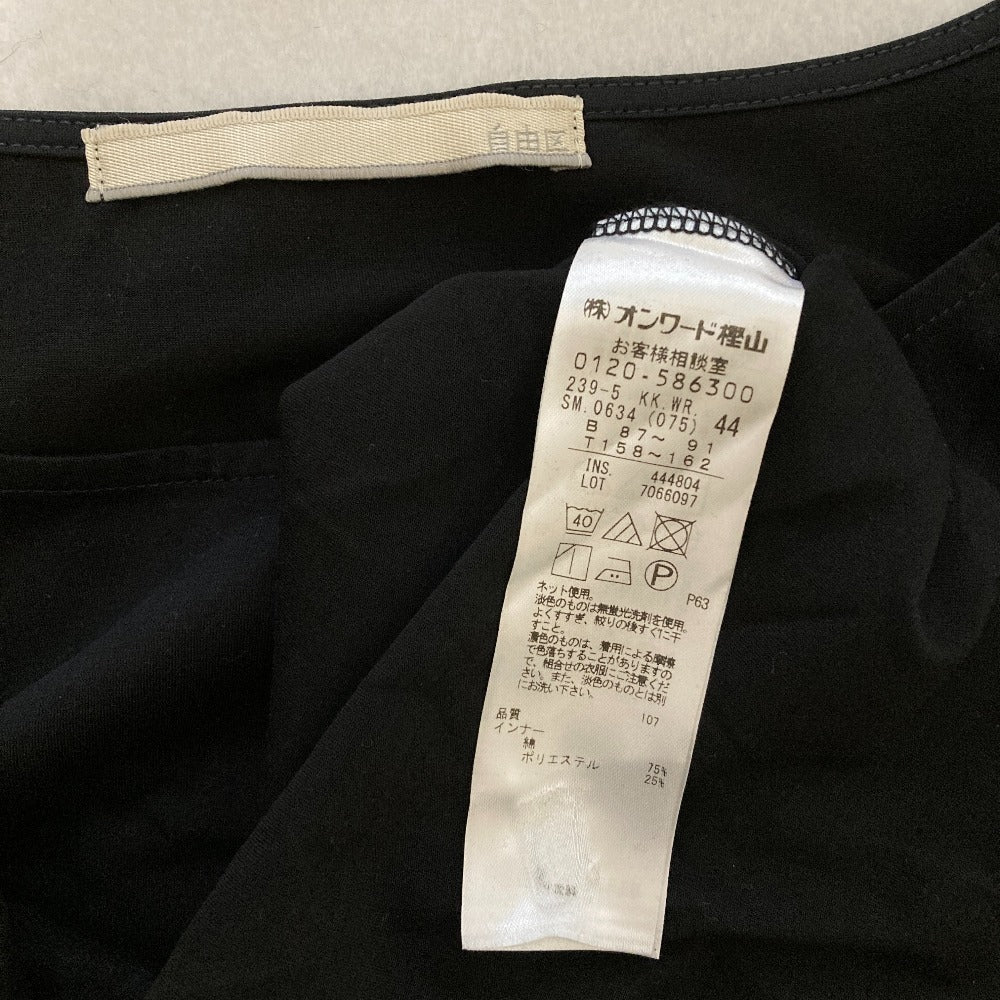 自由区
㈱オンワード樫山
お客様相談室
0120-586300
239-5 KK.WR.
SM.0634 (075) 44
B 87～ 91
T158～162
INS. 444804
LOT 7066097
40
P
P63
ネット使用。
淡色のものは無蛍光洗剤を使用。
よくすすぎ、絞りの後すぐに干
すこと。
濃色のものは、着用による摩擦
で色落ちすることがありますの
で、組合せの衣服にご注意くだ
さい。また、淡色のものとは別
にお洗い下さい。
107
品質
インナー
綿 75%
ポリエステル 25%